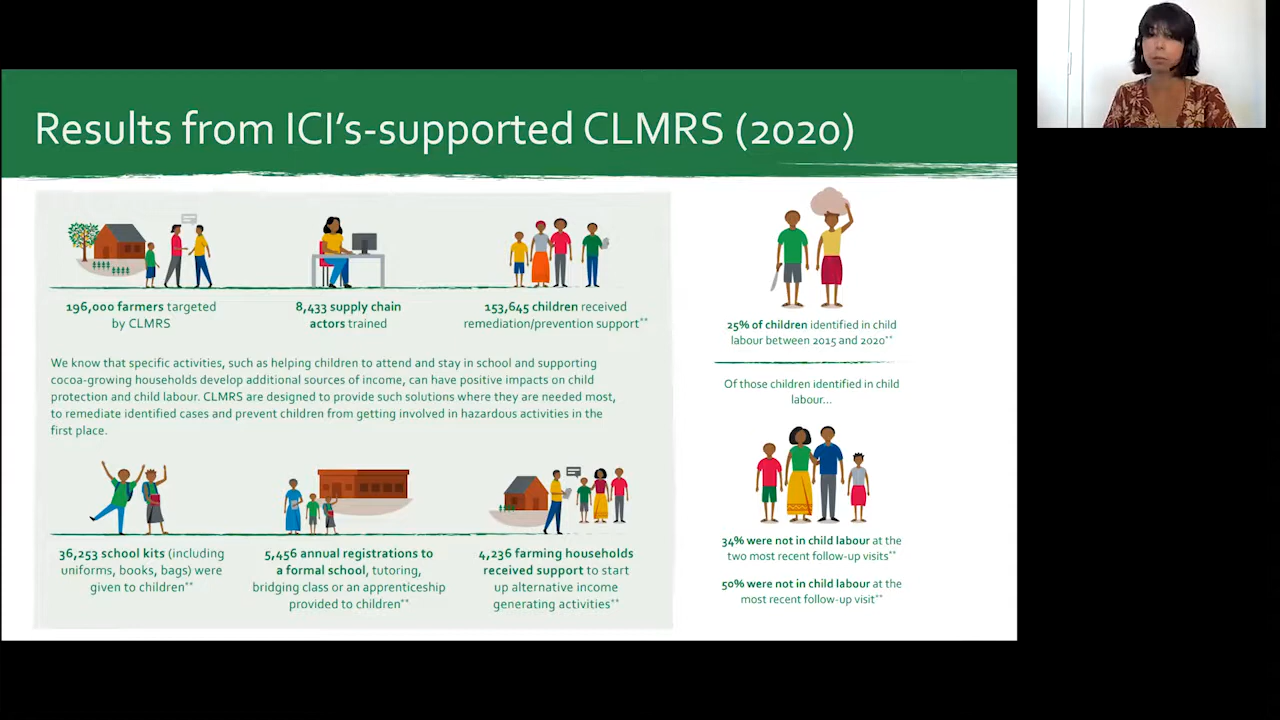 Results from ICI's-supported CLMRS (2020)
196,000 farmers targeted
by CLMRS
8,433 supply chain
actors trained
153,645 children received
remediation/prevention support**
We know that specific activities, such as helping children to attend and stay in school and supporting
cocoa-growing households develop additional sources of income, can have positive impacts on child
protection and child labour. CLMRS are designed to provide such solutions where they are needed most,
to remediate identified cases and prevent children from getting involved in hazardous activities in the
first place.
36,253 school kits (including
uniforms, books, bags) were
given to children**
5,456 annual registrations to
a formal school, tutoring,
bridging class or an apprenticeship
provided to children**
4,236 farming households
received support to start
up alternative income
generating activities**
25% of children identified in child
labour between 2015 and 2020**
Of those children identified in child
labour...
34% were not in child labour at the
two most recent follow-up visits**
50% were not in child labour at the
most recent follow-up visit**